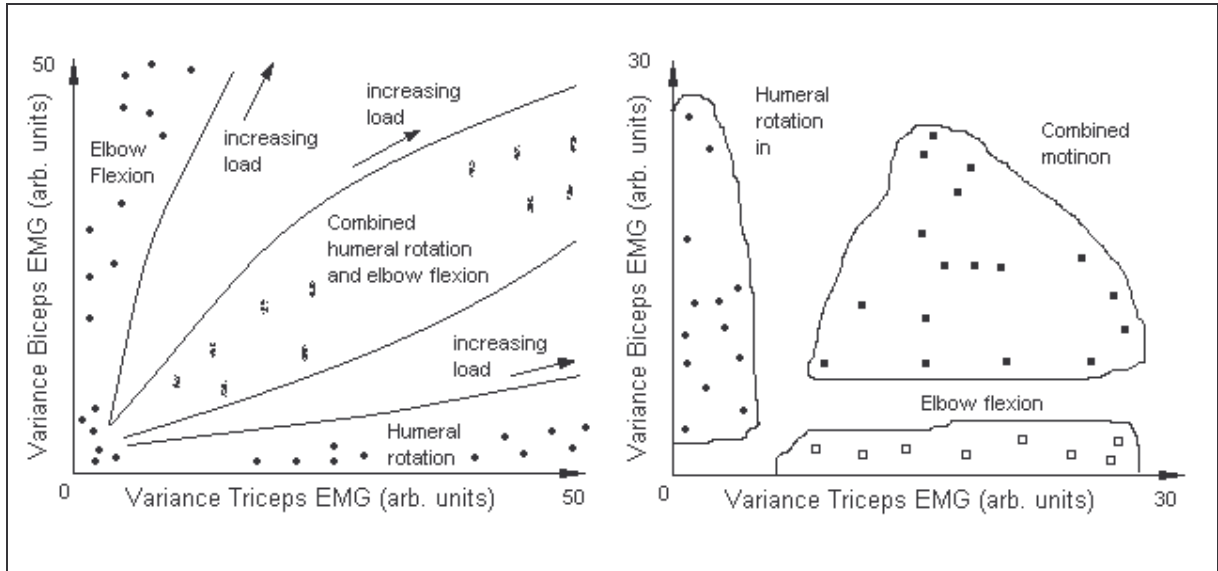 50
Variance Biceps EMG (arb. units)
Elbow
Flexion
increasing
load
increasing
load
Combined
humeral rotation
and elbow flexion
increasing
load
Humeral
rotation
0
Variance Triceps EMG (arb. units)
50
30
Variance Biceps EMG (arb. units)
Humeral
rotation
in
Combined
motinon
Elbow flexion
0
Variance Triceps EMG (arb. units)
30